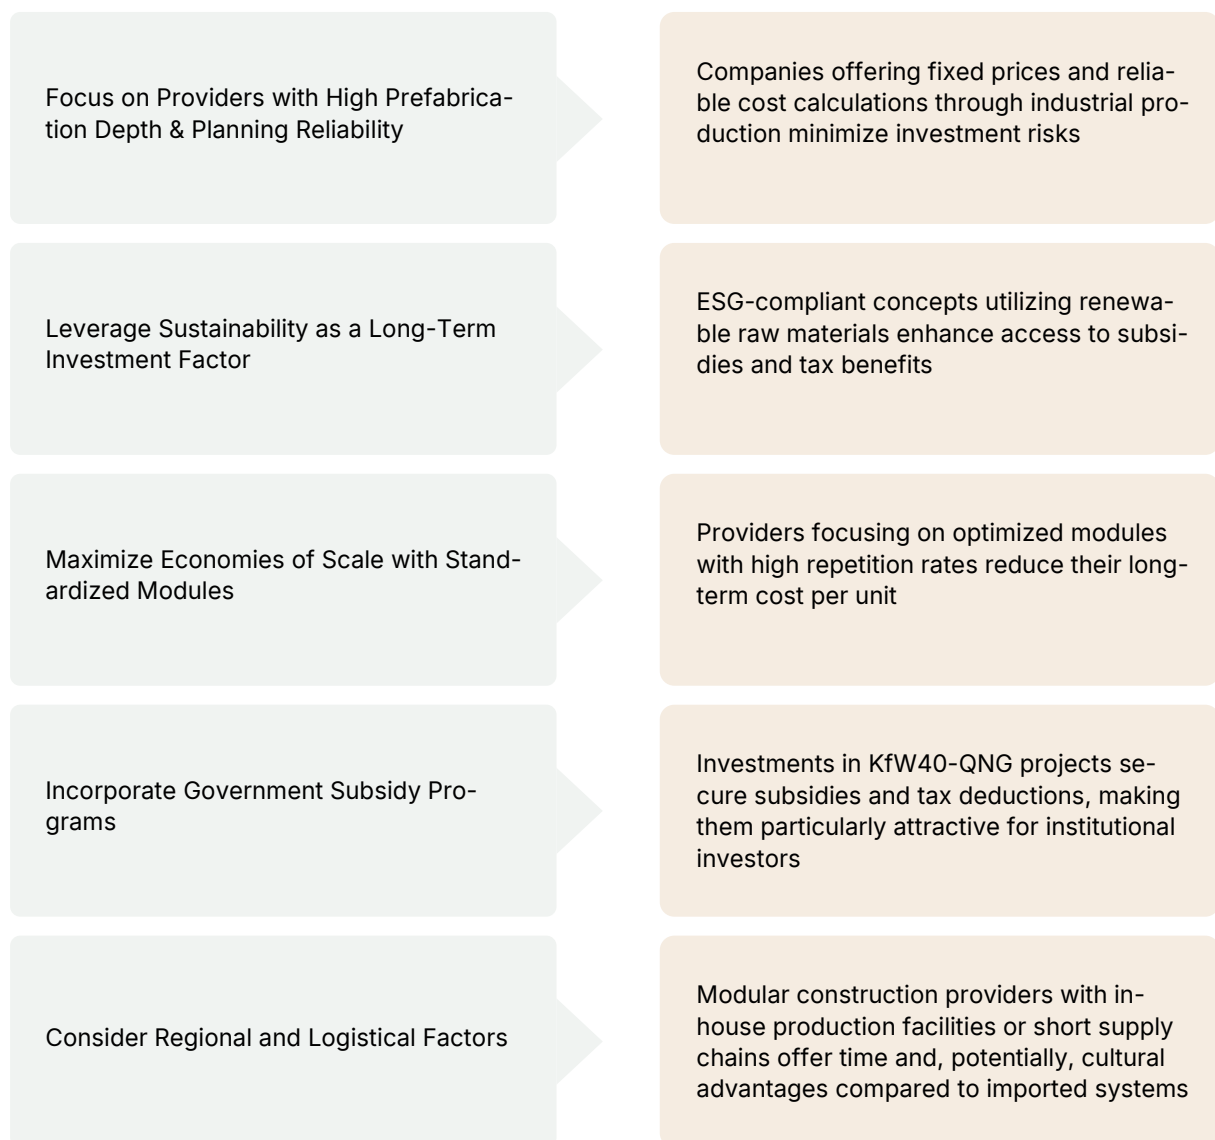 Focus on Providers with High Prefabrica-
tion Depth & Planning Reliability
Companies offering fixed prices and relia-
ble cost calculations through industrial pro-
duction minimize investment risks
Leverage Sustainability as a Long-Term
Investment Factor
ESG-compliant concepts utilizing renewa-
ble raw materials enhance access to subsi-
dies and tax benefits
Maximize Economies of Scale with Stand-
ardized Modules
Providers focusing on optimized modules
with high repetition rates reduce their long-
term cost per unit
Incorporate Government Subsidy Pro-
grams
Investments in KfW40-QNG projects se-
cure subsidies and tax deductions, making
them particularly attractive for institutional
investors
Consider Regional and Logistical Factors
Modular construction providers with in-
house production facilities or short supply
chains offer time and, potentially, cultural
advantages compared to imported systems